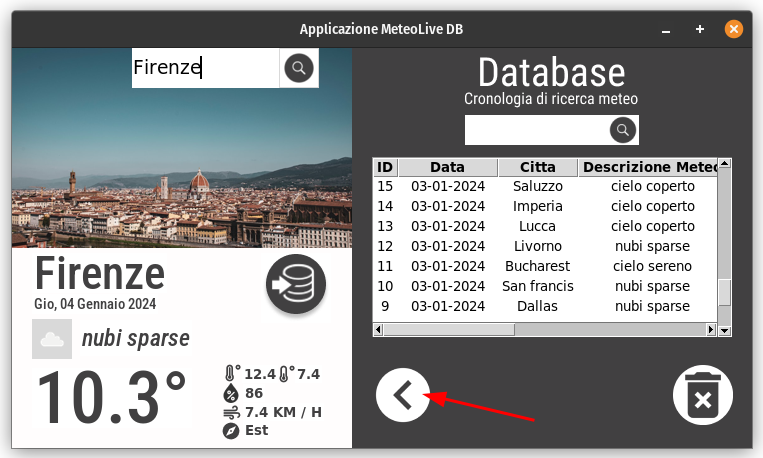 Applicazione MeteoLive DB
Firenze
Database
Cronologia di ricerca meteo
ID Data Citta Descrizione Meteo
15 03-01-2024 Saluzzo cielo coperto
14 03-01-2024 Imperia cielo coperto
13 03-01-2024 Lucca cielo coperto
12 03-01-2024 Livorno nubi sparse
11 03-01-2024 Bucharest cielo sereno
10 03-01-2024 San francis nubi sparse
9 03-01-2024 Dallas nubi sparse
Firenze
Gio, 04 Gennaio 2024
nubi sparse
10.3°
12.4 7.4
86
7.4 KM / H
Est